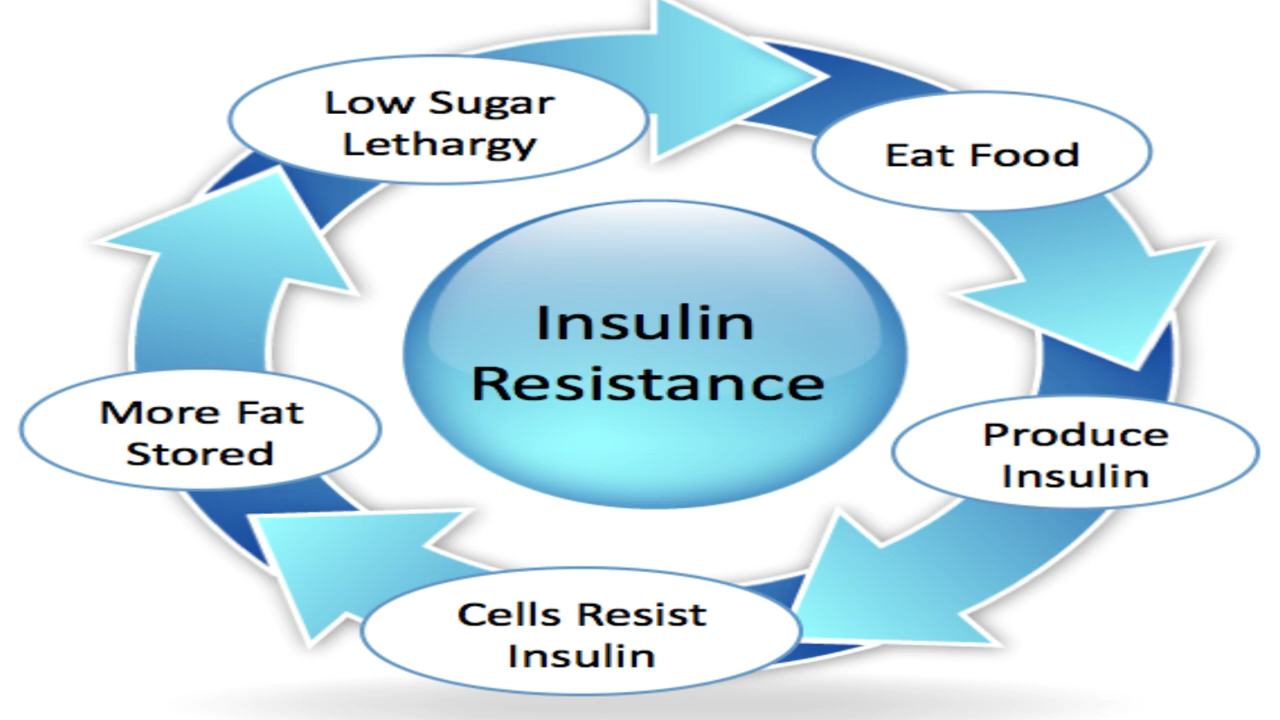 Low Sugar
Lethargy
Eat Food
Insulin
Resistance
More Fat
Stored
Produce
Insulin
Cells Resist
Insulin